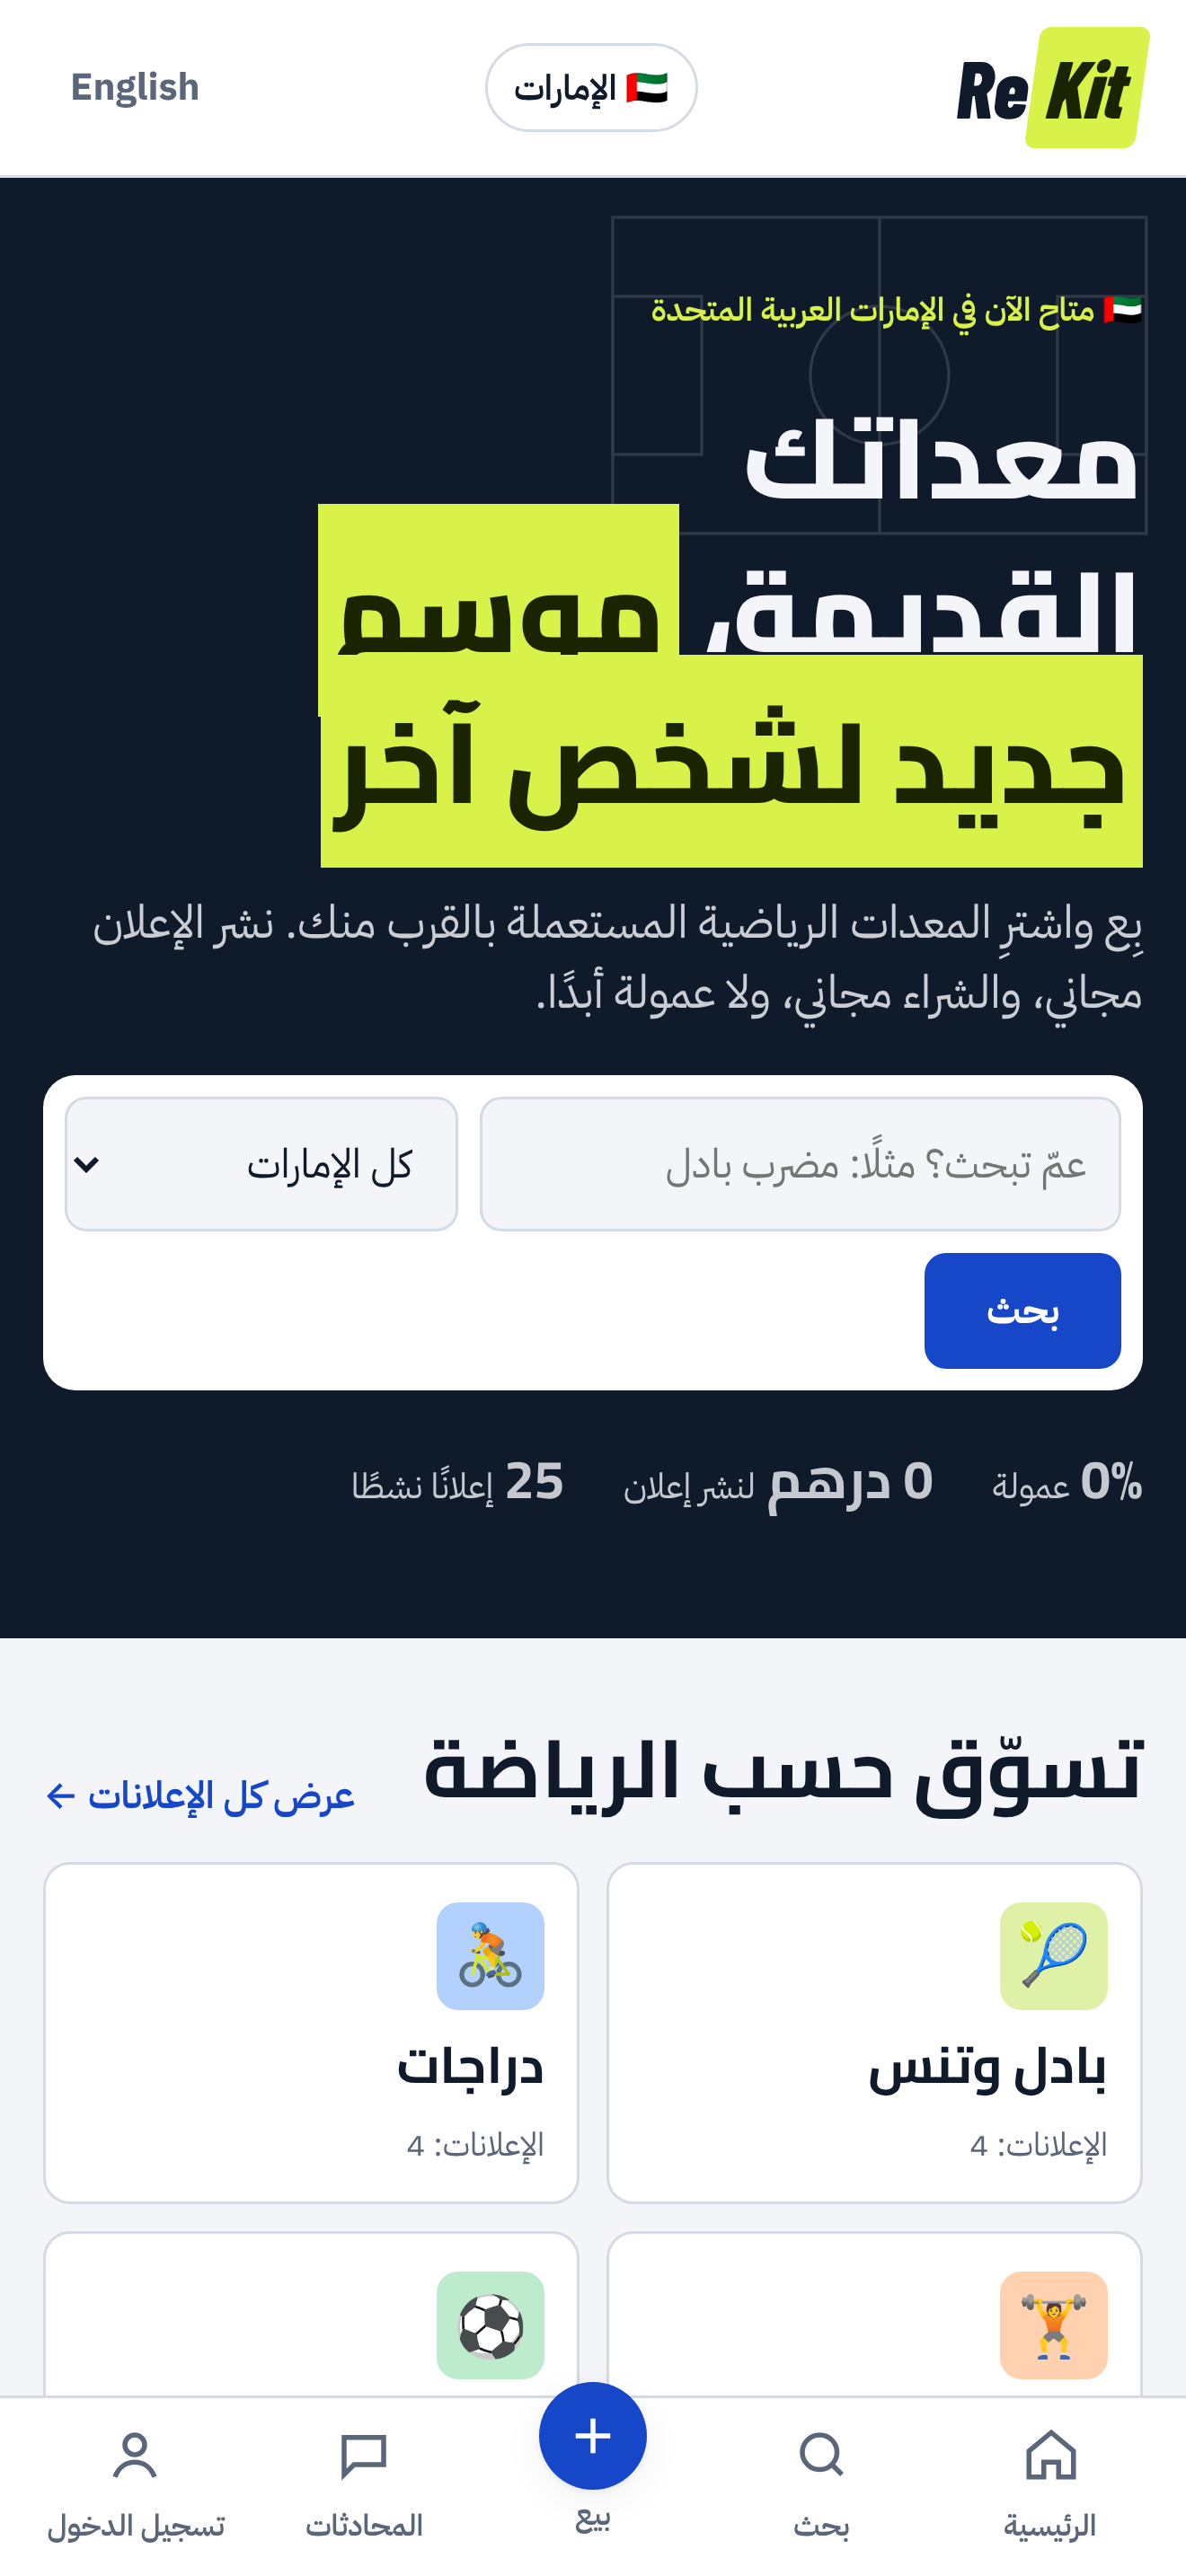 ReKit
الإمارات
English
متاح الآن في الإمارات العربية المتحدة
معداتك
القديمة، موسم
جديد لشخص آخر
بِع واشترِ المعدات الرياضية المستعملة بالقرب منك. نشر الإعلان
مجاني، والشراء مجاني، ولا عمولة أبدًا.
عمّ تبحث؟ مثلًا: مضرب بادل
كل الإمارات
بحث
0% عمولة
0 درهم لنشر إعلان
25 إعلانًا نشطًا
تسوّق حسب الرياضة
عرض كل الإعلانات ←
بادل وتنس
الإعلانات: 4
دراجات
الإعلانات: 4
الرئيسية
بحث
بيع
المحادثات
تسجيل الدخول